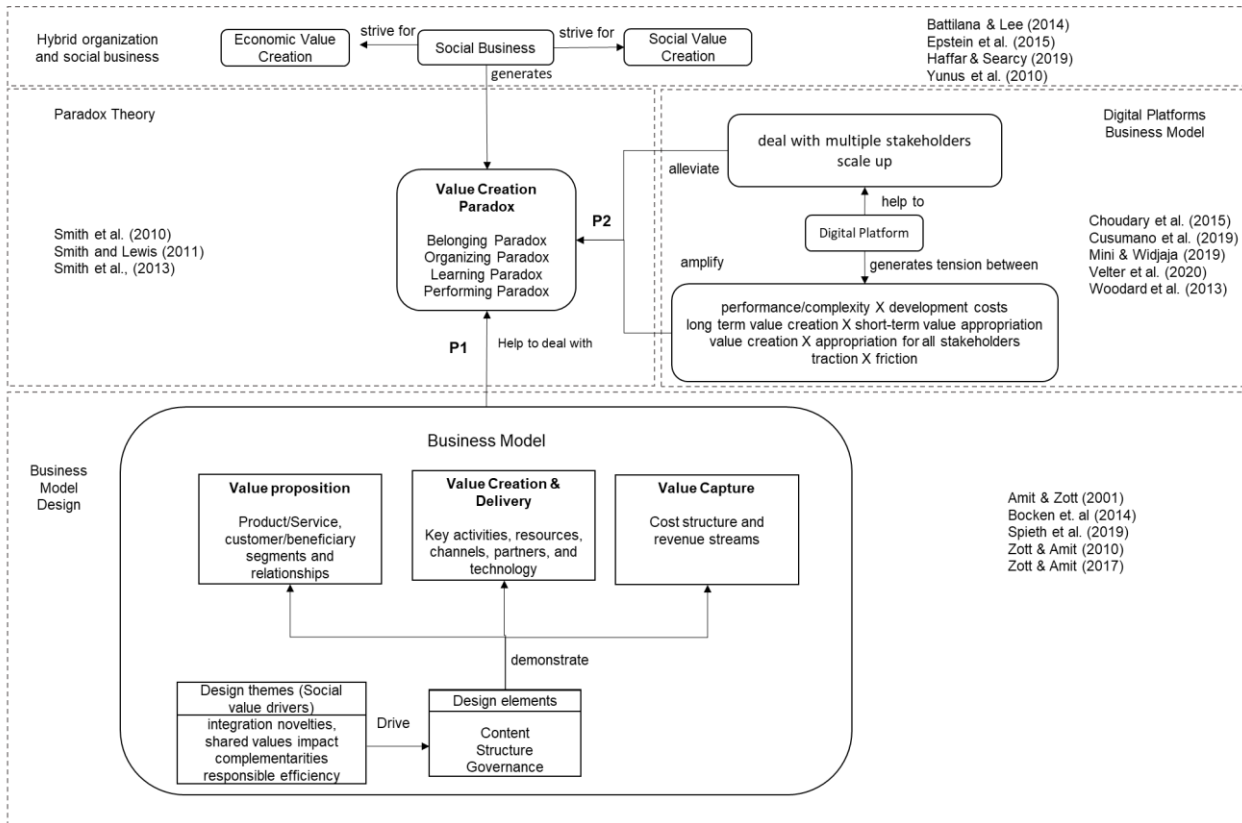 Hybrid organization
and social business
Economic Value
Creation
strive for
Social Business
strive for
Social Value
Creation
generates
Battilana & Lee (2014)
Epstein et al. (2015)
Haffar & Searcy (2019)
Yunus et al. (2010)
Paradox Theory
Smith et al. (2010)
Smith and Lewis (2011)
Smith et al., (2013)
Value Creation
Paradox
Belonging Paradox
Organizing Paradox
Learning Paradox
Performing Paradox
P2
P1
Help to deal with
Digital Platforms
Business Model
deal with multiple stakeholders
scale up
alleviate
help to
Digital Platform
amplify
generates tension between
performance/complexity X development costs
long term value creation X short-term value appropriation
value creation X appropriation for all stakeholders
traction X friction
Choudary et al. (2015)
Cusumano et al. (2019)
Mini & Widjaja (2019)
Velter et al. (2020)
Woodard et al. (2013)
Business
Model
Design
Business Model
Value proposition
Product/Service,
customer/beneficiary
segments and
relationships
Value Creation &
Delivery
Key activities, resources,
channels, partners, and
technology
Value Capture
Cost structure and
revenue streams
demonstrate
Design themes (Social
value drivers)
integration novelties,
shared values impact
complementarities
responsible efficiency
Drive
Design elements
Content
Structure
Governance
Amit & Zott (2001)
Bocken et. al (2014)
Spieth et al. (2019)
Zott & Amit (2010)
Zott & Amit (2017)